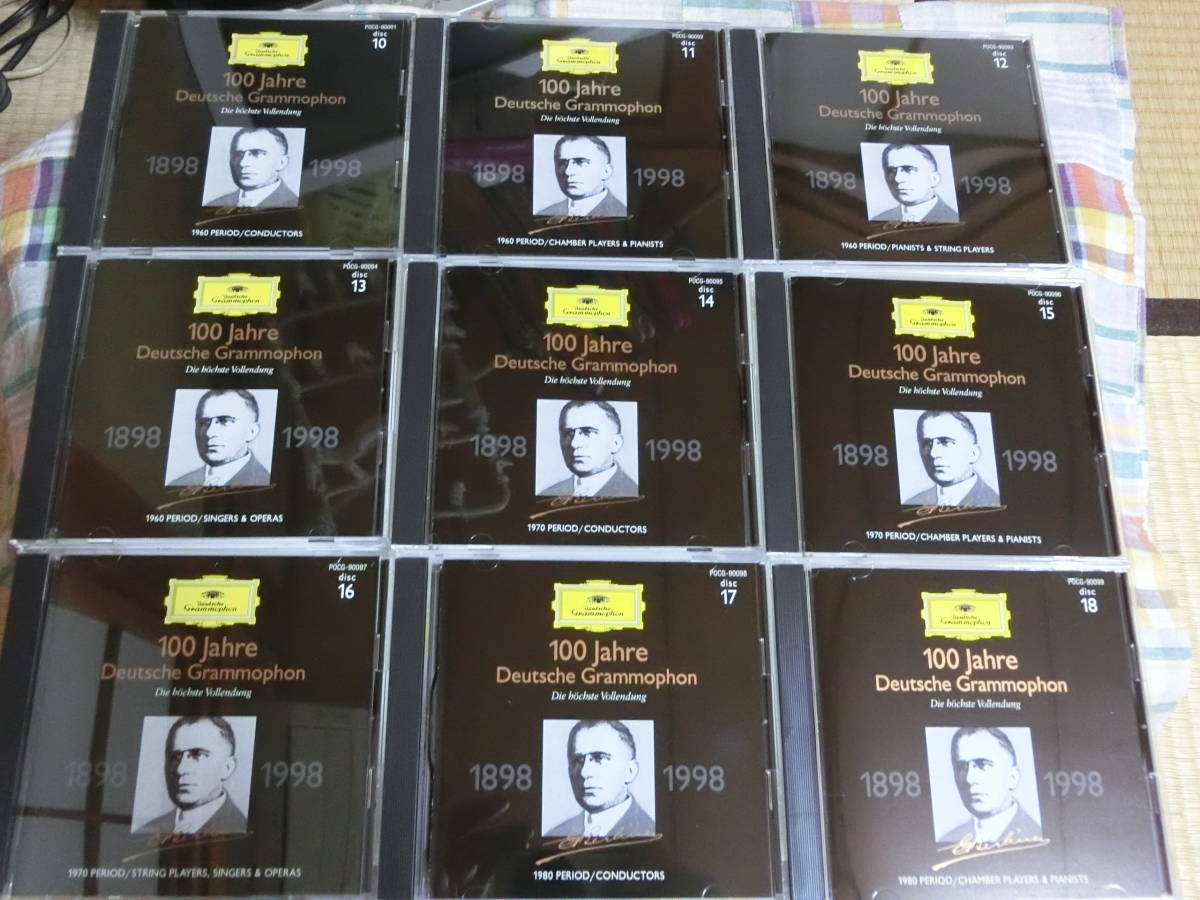 POCG-90091
disc
10
Deutsche
Grammophon
100 Jahre
Deutsche Grammophon
Die höchste Vollendung
1898 1998
1960 PERIOD/CONDUCTORS
POCG-90092
disc
11
Deutsche
Grammophon
100 Jahre
Deutsche Grammophon
Die höchste Vollendung
1898 1998
1960 PERIOD/CHAMBER PLAYERS & PIANISTS
POCG-90093
disc
12
Deutsche
Grammophon
100 Jahre
Deutsche Grammophon
Die höchste Vollendung
1898 1998
1960 PERIOD/PIANISTS & STRING PLAYERS
POCG-90094
disc
13
Deutsche
Grammophon
100 Jahre
Deutsche Grammophon
Die höchste Vollendung
1898 1998
1960 PERIOD/SINGERS & OPERAS
POCG-90095
disc
14
Deutsche
Grammophon
100 Jahre
Deutsche Grammophon
Die höchste Vollendung
1898 1998
1970 PERIOD/CONDUCTORS
POCG-90096
disc
15
Deutsche
Grammophon
100 Jahre
Deutsche Grammophon
Die höchste Vollendung
1898 1998
1970 PERIOD/CHAMBER PLAYERS & PIANISTS
POCG-90097
disc
16
Deutsche
Grammophon
100 Jahre
Deutsche Grammophon
Die höchste Vollendung
1898 1998
1970 PERIOD/STRING PLAYERS, SINGERS & OPERAS
POCG-90098
disc
17
Deutsche
Grammophon
100 Jahre
Deutsche Grammophon
Die höchste Vollendung
1898 1998
1980 PERIOD/CONDUCTORS
POCG-90099
disc
18
Deutsche
Grammophon
100 Jahre
Deutsche Grammophon
Die höchste Vollendung
1898 1998
1980 PERIOD/CHAMBER PLAYERS & PIANISTS